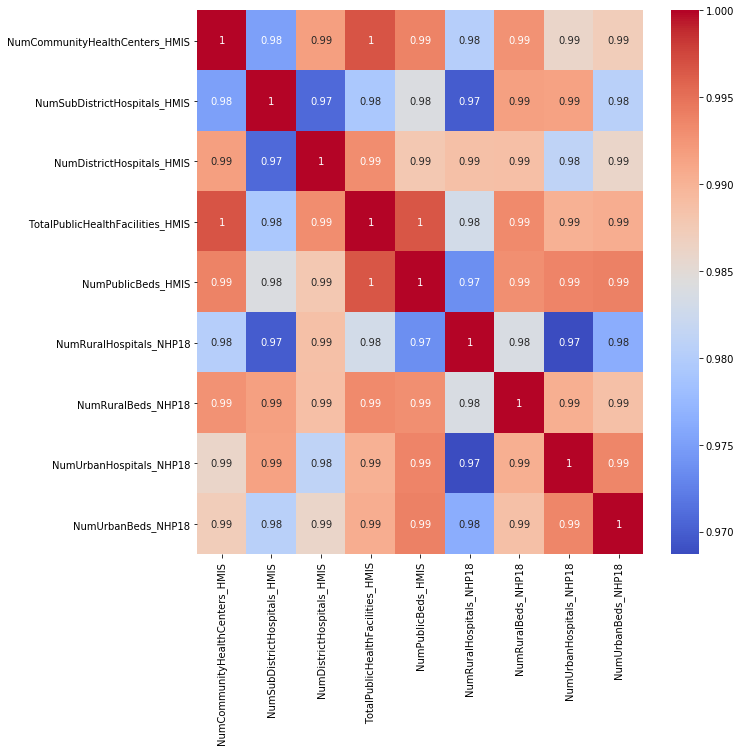 NumCommunityHealthCenters_HMIS 1 0.98 0.99 1 0.99 0.98 0.99 0.99 0.99
NumSubDistrictHospitals_HMIS 0.98 1 0.97 0.98 0.98 0.97 0.99 0.99 0.98
NumDistrictHospitals_HMIS 0.99 0.97 1 0.99 0.99 0.99 0.99 0.98 0.99
TotalPublicHealthFacilities_HMIS 1 0.98 0.99 1 1 0.98 0.99 0.99 0.99
NumPublicBeds_HMIS 0.99 0.98 0.99 1 1 0.97 0.99 0.99 0.99
NumRuralHospitals_NHP18 0.98 0.97 0.99 0.98 0.97 1 0.98 0.97 0.98
NumRuralBeds_NHP18 0.99 0.99 0.99 0.99 0.99 0.98 1 0.99 0.99
NumUrbanHospitals_NHP18 0.99 0.99 0.98 0.99 0.99 0.97 0.99 1 0.99
NumUrbanBeds_NHP18 0.99 0.98 0.99 0.99 0.99 0.98 0.99 0.99 1
NumCommunityHealthCenters_HMIS
NumSubDistrictHospitals_HMIS
NumDistrictHospitals_HMIS
TotalPublicHealthFacilities_HMIS
NumPublicBeds_HMIS
NumRuralHospitals_NHP18
NumRuralBeds_NHP18
NumUrbanHospitals_NHP18
NumUrbanBeds_NHP18
1.000
0.995
0.990
0.985
0.980
0.975
0.970